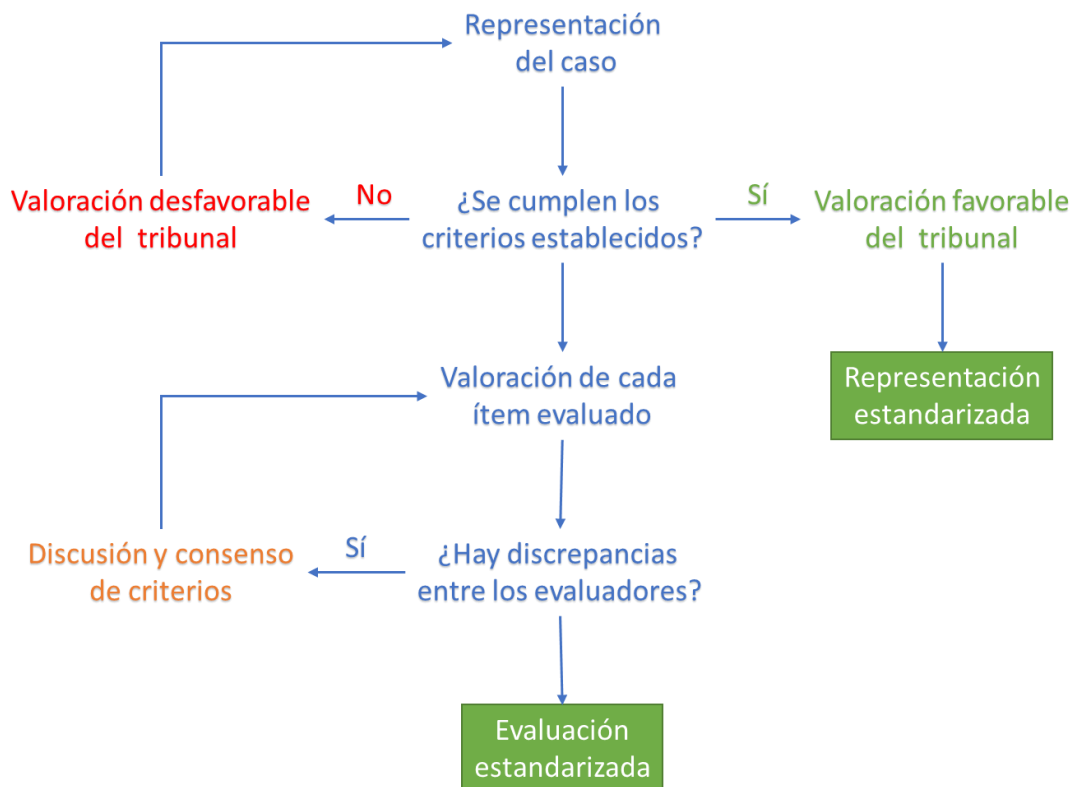 Representación
del caso
Valoración desfavorable
del tribunal
No
¿Se cumplen los
criterios establecidos?
Sí
Valoración favorable
del tribunal
Valoración de cada
ítem evaluado
Representación
estandarizada
Discusión y consenso
de criterios
Sí
¿Hay discrepancias
entre los evaluadores?
Evaluación
estandarizada